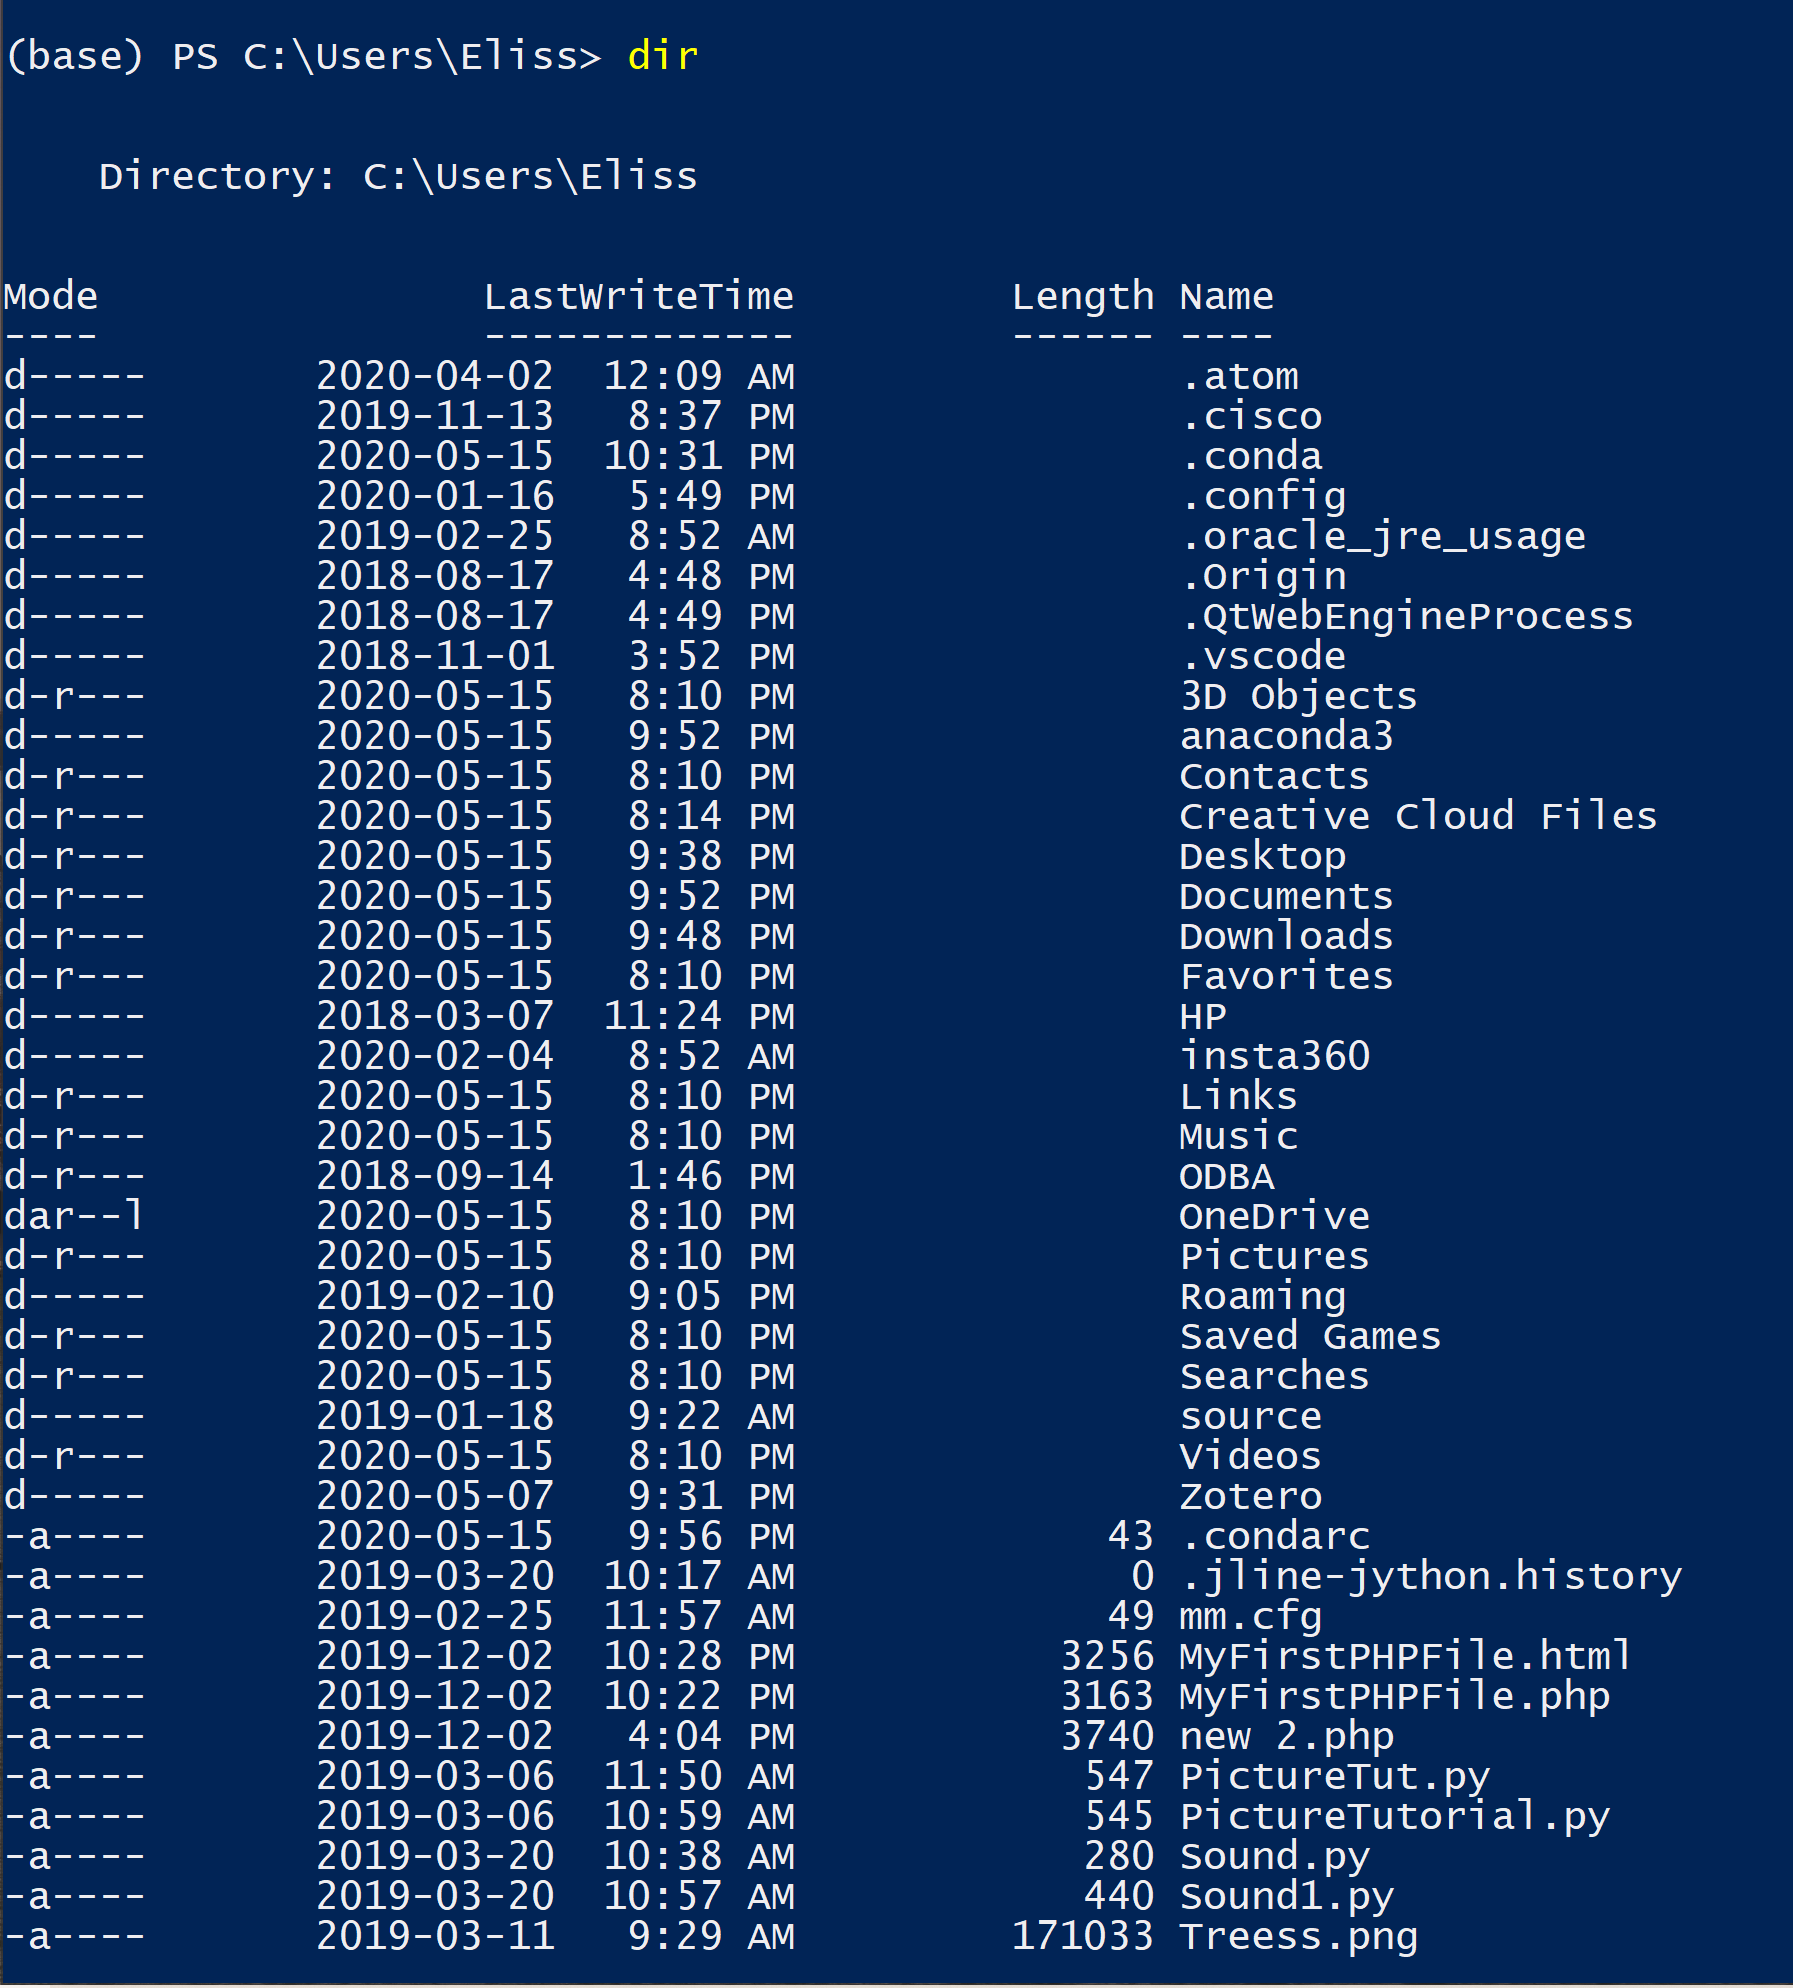 (base) PS C:\Users\Eliss> dir
Directory: C:\Users\Eliss
Mode LastWriteTime Length Name
---- ------------- ------ ----
d----- 2020-04-02 12:09 AM .atom
d----- 2019-11-13 8:37 PM .cisco
d----- 2020-05-15 10:31 PM .conda
d----- 2020-01-16 5:49 PM .config
d----- 2019-02-25 8:52 AM .oracle_jre_usage
d----- 2018-08-17 4:48 PM .Origin
d----- 2018-08-17 4:49 PM .QtWebEngineProcess
d----- 2018-11-01 3:52 PM .vscode
d-r--- 2020-05-15 8:10 PM 3D Objects
d----- 2020-05-15 9:52 PM anaconda3
d-r--- 2020-05-15 8:10 PM Contacts
d-r--- 2020-05-15 8:14 PM Creative Cloud Files
d-r--- 2020-05-15 9:38 PM Desktop
d-r--- 2020-05-15 9:52 PM Documents
d-r--- 2020-05-15 9:48 PM Downloads
d-r--- 2020-05-15 8:10 PM Favorites
d----- 2018-03-07 11:24 PM HP
d----- 2020-02-04 8:52 AM insta360
d-r--- 2020-05-15 8:10 PM Links
d-r--- 2020-05-15 8:10 PM Music
d-r--- 2018-09-14 1:46 PM ODBA
dar--l 2020-05-15 8:10 PM OneDrive
d-r--- 2020-05-15 8:10 PM Pictures
d----- 2019-02-10 9:05 PM Roaming
d-r--- 2020-05-15 8:10 PM Saved Games
d-r--- 2020-05-15 8:10 PM Searches
d----- 2019-01-18 9:22 AM source
d-r--- 2020-05-15 8:10 PM Videos
d----- 2020-05-07 9:31 PM Zotero
-a---- 2020-05-15 9:56 PM 43 .condarc
-a---- 2019-03-20 10:17 AM 0 .jline-jython.history
-a---- 2019-02-25 11:57 AM 49 mm.cfg
-a---- 2019-12-02 10:28 PM 3256 MyFirstPHPFile.html
-a---- 2019-12-02 10:22 PM 3163 MyFirstPHPFile.php
-a---- 2019-12-02 4:04 PM 3740 new 2.php
-a---- 2019-03-06 11:50 AM 547 PictureTut.py
-a---- 2019-03-06 10:59 AM 545 PictureTutorial.py
-a---- 2019-03-20 10:38 AM 280 Sound.py
-a---- 2019-03-20 10:57 AM 440 Sound1.py
-a---- 2019-03-11 9:29 AM 171033 Treess.png